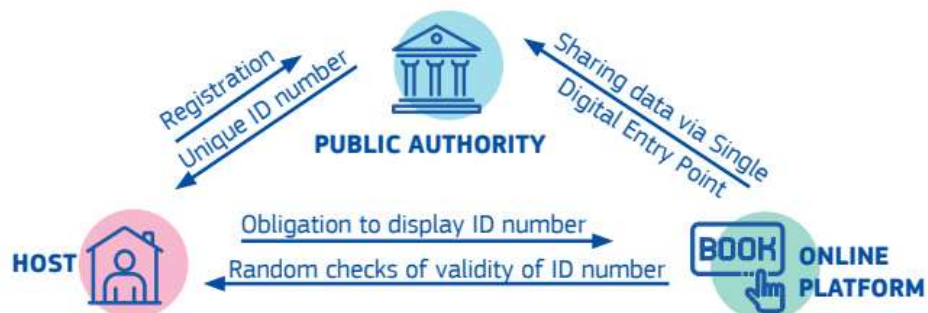 Registration
Unique ID number
Sharing data via Single
Digital Entry Point
PUBLIC AUTHORITY
Obligation to display ID number
HOST
BOOK
ONLINE
PLATFORM
Random checks of validity of ID number